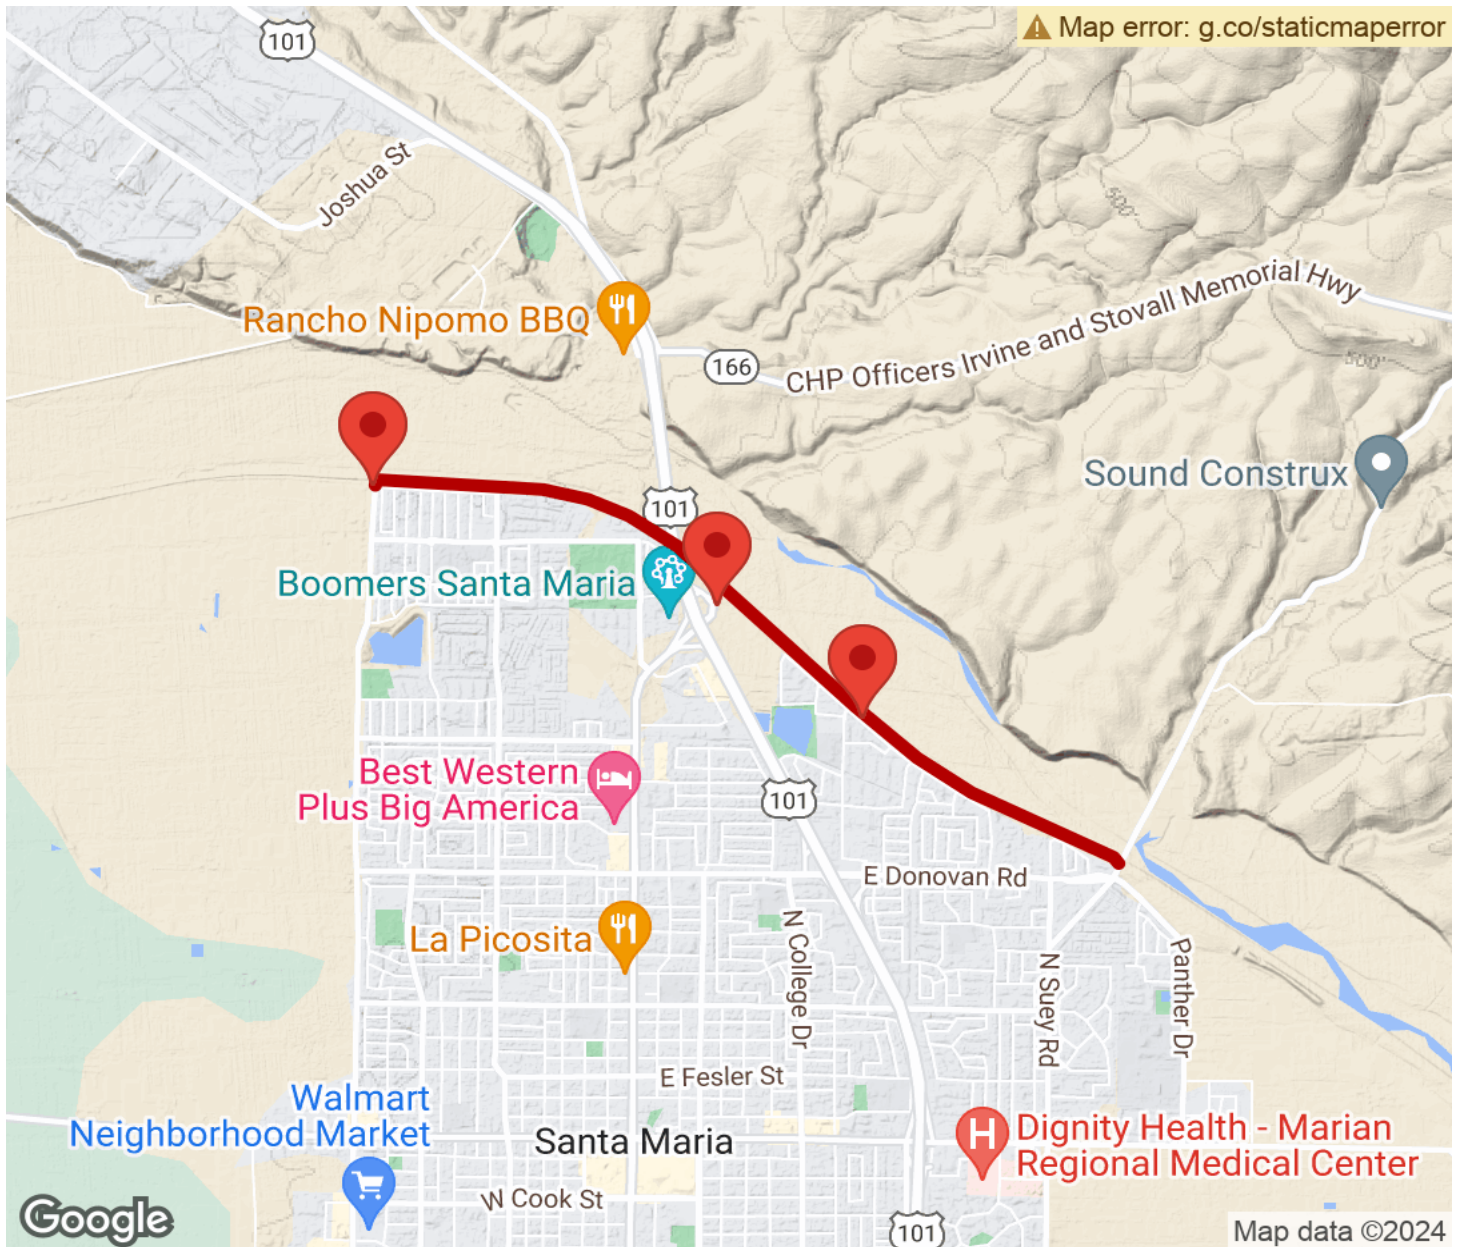 101
Map error: g.co/staticmaperror
Joshua St
600'
CHP Officers Irvine and Stovall Memorial Hwy
Rancho Nipomo BBQ
166
500'
Sound Construx
101
Boomers Santa Maria
Best Western
Plus Big America
101
E Donovan Rd
La Picosita
N College Dr
N Suey Rd
Panther Dr
E Fesler St
Walmart
Neighborhood Market
Santa Maria
Dignity Health - Marian
Regional Medical Center
W Cook St
Google
101
Map data ©2024